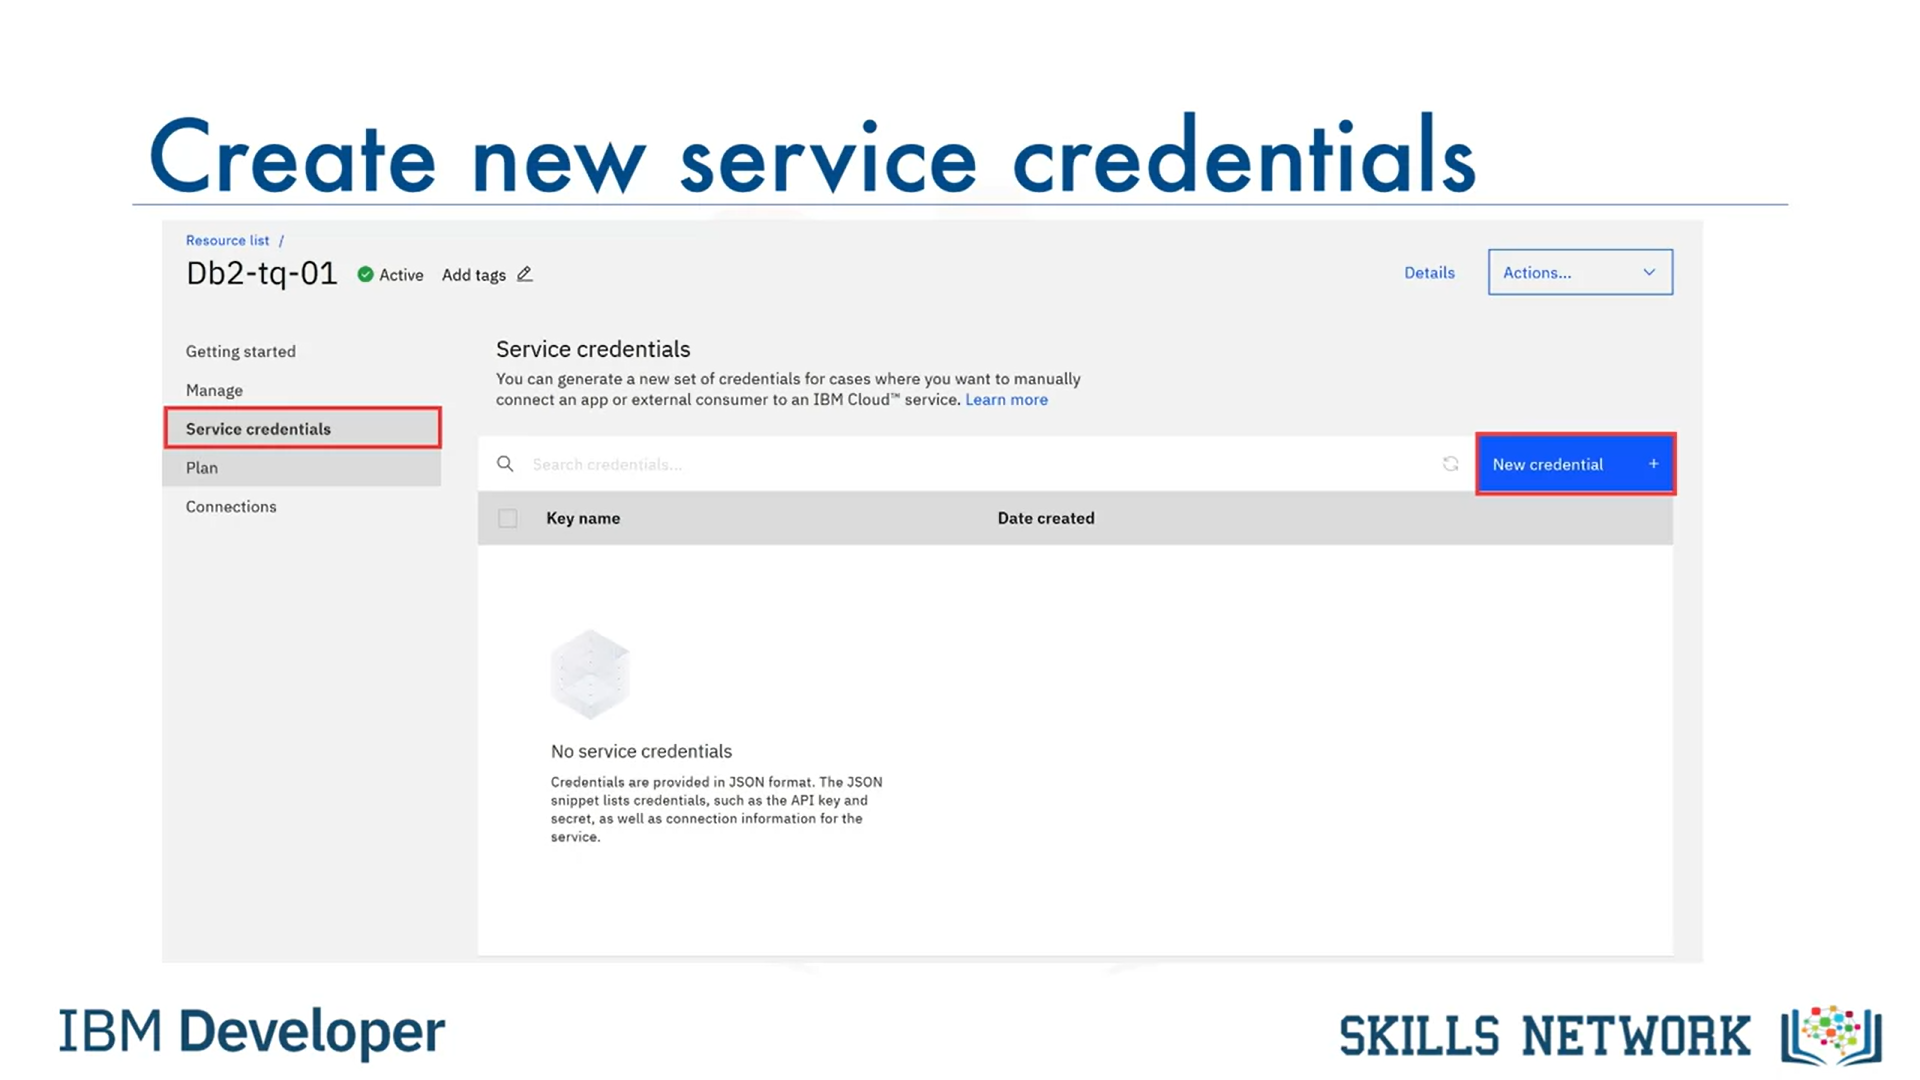 Create new service credentials
Resource list /
Db2-tq-01 Active Add tags
Details
Actions...
Getting started
Manage
Service credentials
Plan
Connections
Service credentials
You can generate a new set of credentials for cases where you want to manually
connect an app or external consumer to an IBM Cloud™ service. Learn more
Search credentials...
New credential +
Key name Date created
No service credentials
Credentials are provided in JSON format. The JSON
snippet lists credentials, such as the API key and
secret, as well as connection information for the
service.
IBM Developer
SKILLS NETWORK